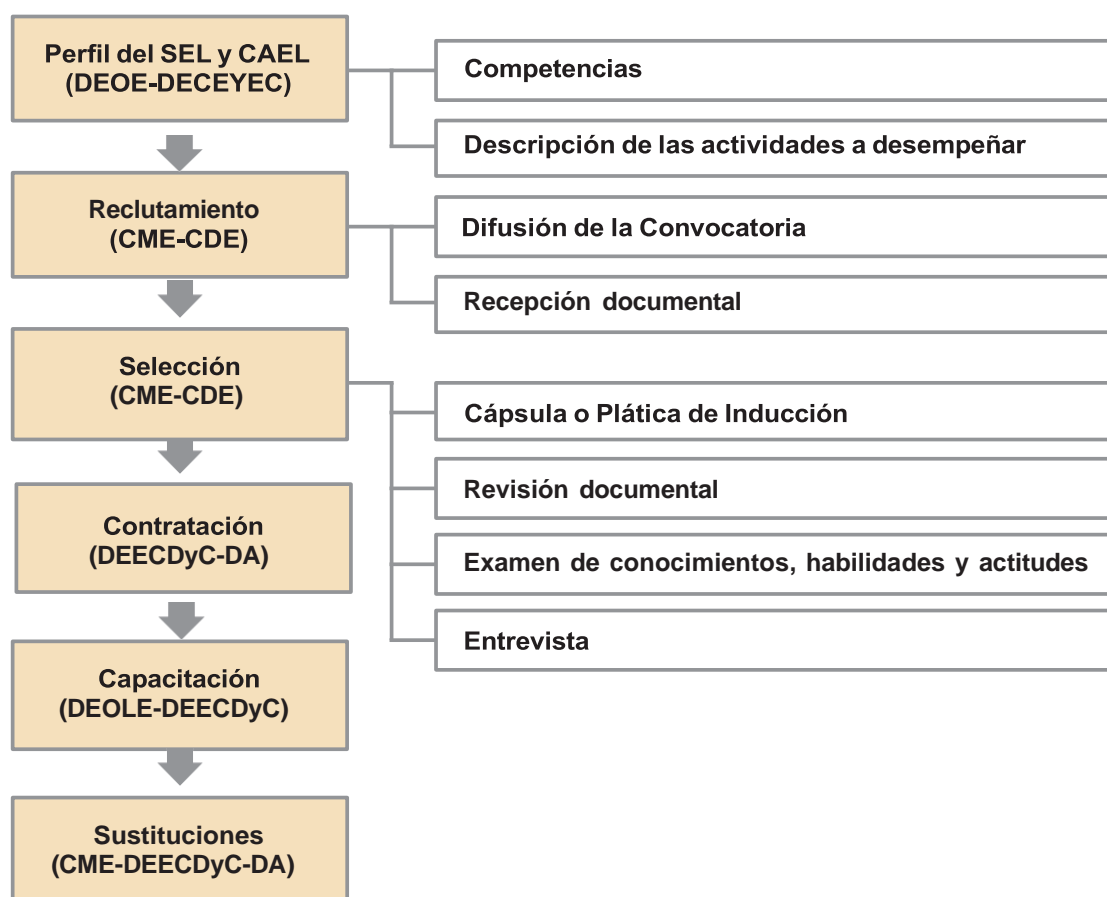 Perfil del SEL y CAEL
(DEOE-DECEYEC)
Competencias
Descripción de las actividades a desempeñar
Reclutamiento
(CME-CDE)
Difusión de la Convocatoria
Recepción documental
Selección
(CME-CDE)
Cápsula o Plática de Inducción
Revisión documental
Examen de conocimientos, habilidades y actitudes
Entrevista
Contratación
(DEECDyC-DA)
Capacitación
(DEOLE-DEECDyC)
Sustituciones
(CME-DEECDyC-DA)